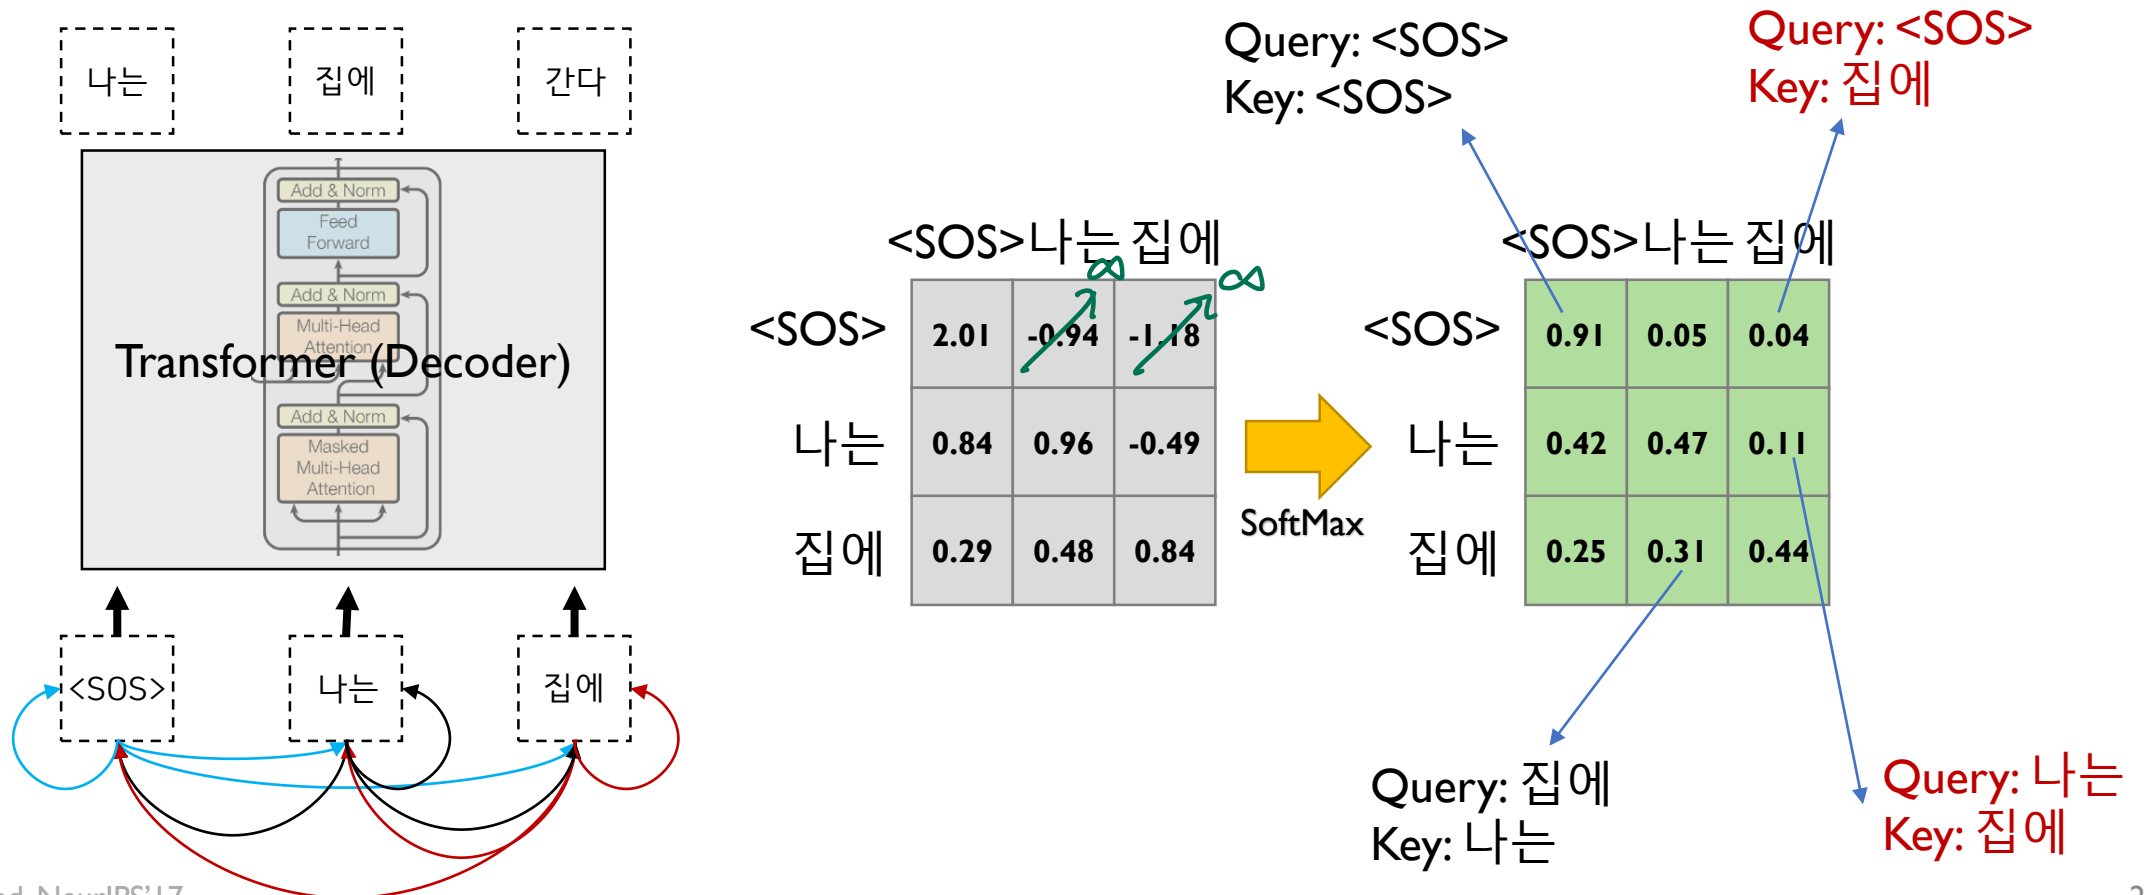 나는 집에 간다
Add & Norm
Feed
Forward
Add & Norm
Multi-Head
Attention
Transformer (Decoder)
Add & Norm
Masked
Multi-Head
Attention
<SOS> 나는 집에
<SOS> 나는 집에
<SOS> 2.01 -0.94 -1.18
∞ ∞
나는 0.84 0.96 -0.49
집에 0.29 0.48 0.84
SoftMax
Query: <SOS>
Key: <SOS>
Query: <SOS>
Key: 집에
<SOS> 나는 집에
<SOS> 0.91 0.05 0.04
나는 0.42 0.47 0.11
집에 0.25 0.31 0.44
Query: 집에
Key: 나는
Query: 나는
Key: 집에